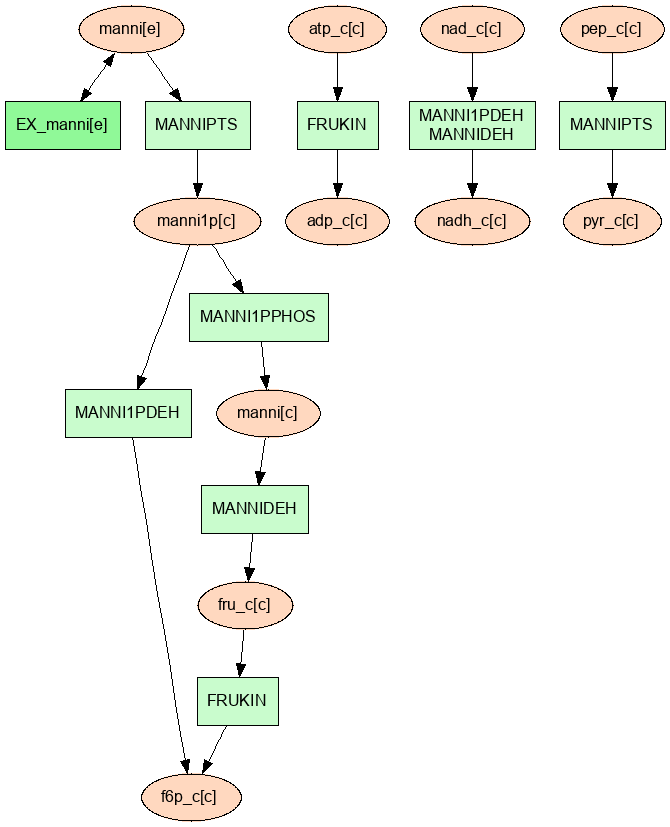 manni[e]
atp_c[c]
nad_c[c]
pep_c[c]
EX_manni[e]
MANNIPTS
FRUKIN
MANNI1PDEH
MANNIDEH
MANNIPTS
manni1p[c]
adp_c[c]
nadh_c[c]
pyr_c[c]
MANNI1PPHOS
MANNI1PDEH
manni[c]
MANNIDEH
fru_c[c]
FRUKIN
f6p_c[c]